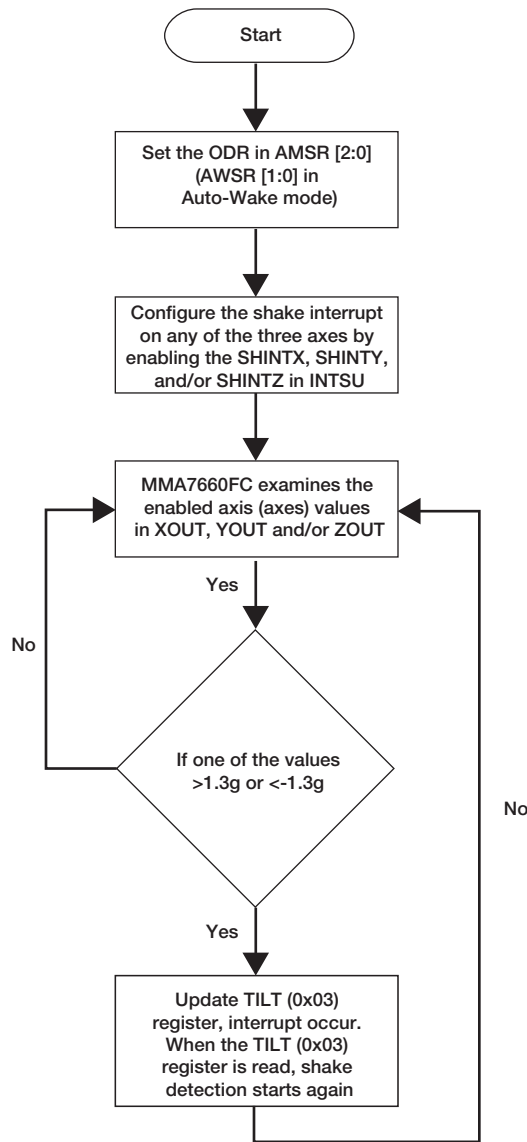 Start
Set the ODR in AMSR [2:0]
(AWSR [1:0] in
Auto-Wake mode)
Configure the shake interrupt
on any of the three axes by
enabling the SHINTX, SHINTY,
and/or SHINTZ in INTSU
MMA7660FC examines the
enabled axis (axes) values
in XOUT, YOUT and/or ZOUT
Yes
No
If one of the values
>1.3g or <-1.3g
No
Yes
Update TILT (0x03)
register, interrupt occur.
When the TILT (0x03)
register is read, shake
detection starts again